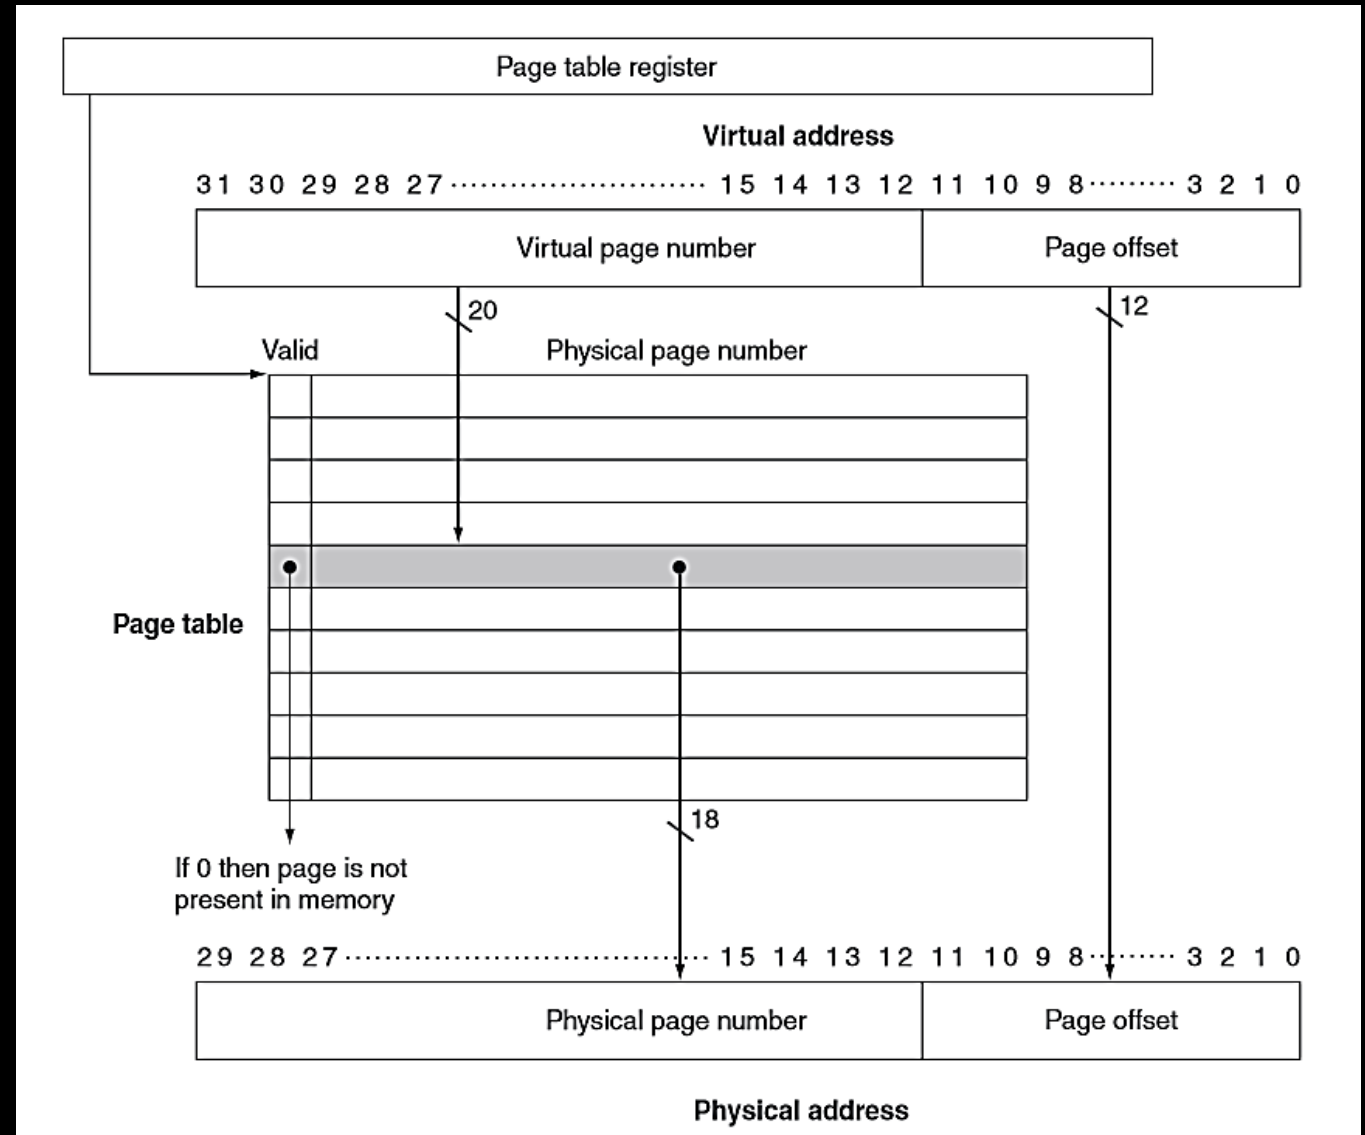 Page table register
Virtual address
31 30 29 28 27 ........................ 15 14 13 12 11 10 9 8 ......... 3 2 1 0
Virtual page number Page offset
20 12
Valid Physical page number
Page table
18
If 0 then page is not
present in memory
29 28 27 .................................. 15 14 13 12 11 10 9 8 ......... 3 2 1 0
Physical page number Page offset
Physical address